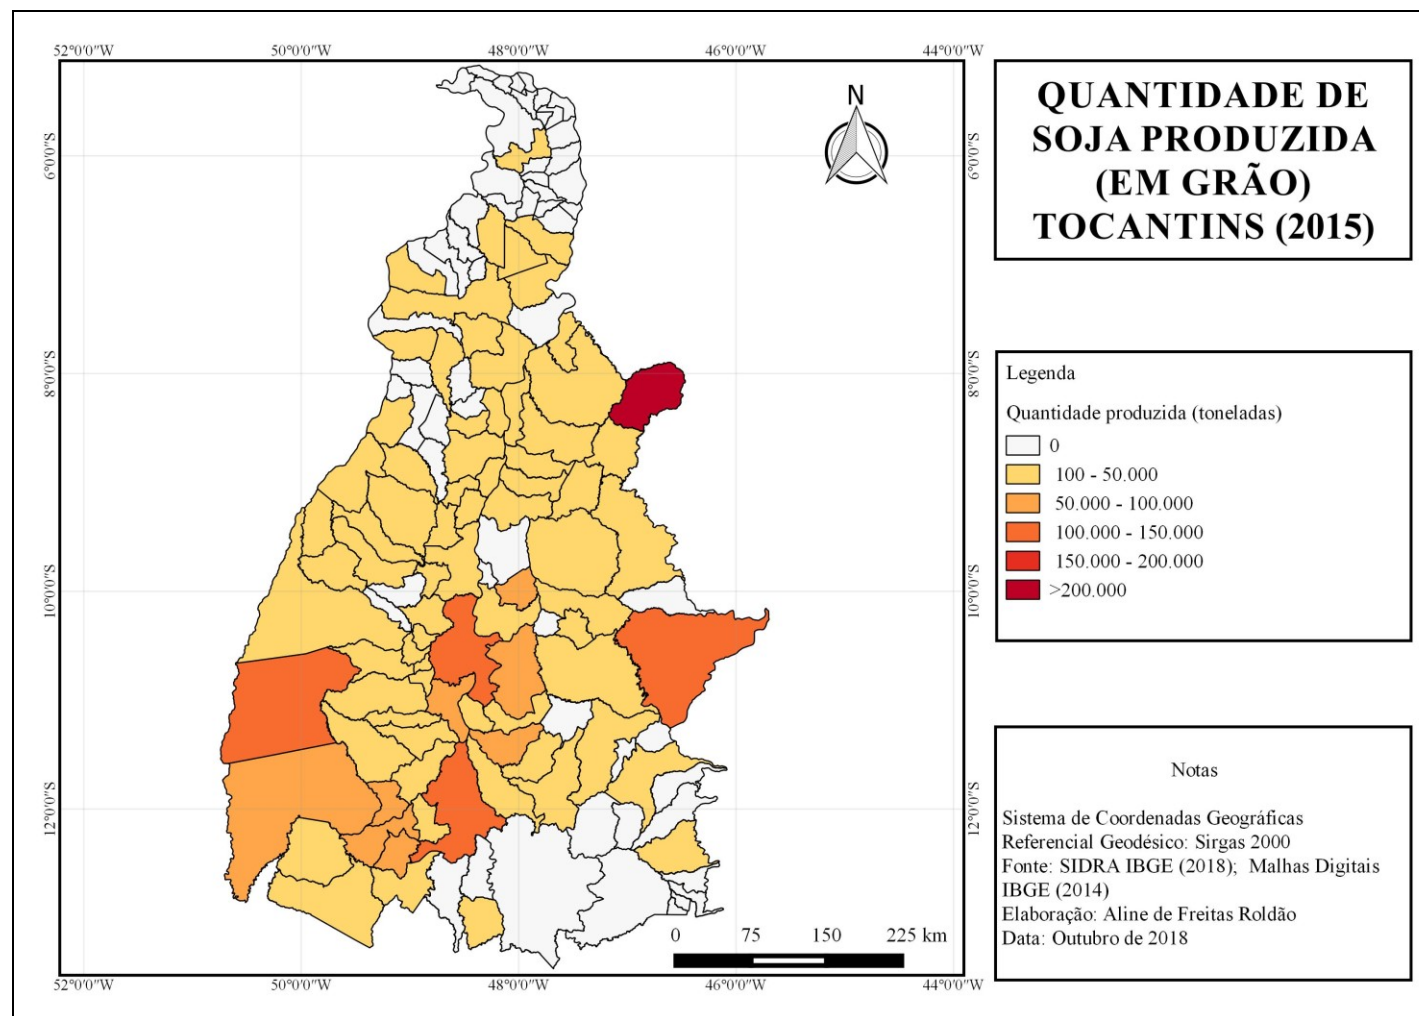 52°0'0"W 50°0'0"W 48°0'0"W 46°0'0"W 44°0'0"W
N
6°0'0"S 6°0'0"S
8°0'0"S 8°0'0"S
10°0'0"S 10°0'0"S
12°0'0"S 12°0'0"S
0 75 150 225 km
52°0'0"W 50°0'0"W 48°0'0"W 46°0'0"W 44°0'0"W
QUANTIDADE DE
SOJA PRODUZIDA
(EM GRÃO)
TOCANTINS (2015)
Legenda
Quantidade produzida (toneladas)
0
100 - 50.000
50.000 - 100.000
100.000 - 150.000
150.000 - 200.000
>200.000
Notas
Sistema de Coordenadas Geográficas
Referencial Geodésico: Sirgas 2000
Fonte: SIDRA IBGE (2018); Malhas Digitais
IBGE (2014)
Elaboração: Aline de Freitas Roldão
Data: Outubro de 2018